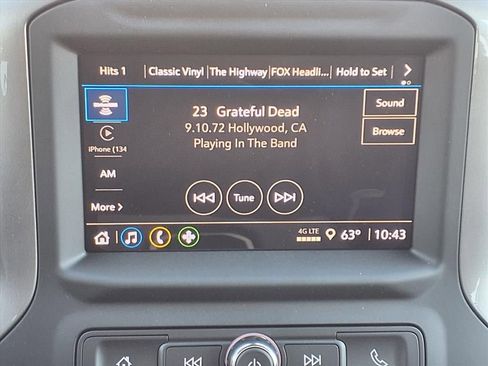 Hits 1 Classic Vinyl The Highway FOX Headli... Hold to Set
23 Grateful Dead
9.10.72 Hollywood, CA
Playing In The Band
Sound
Browse
iPhone (134
AM
More
Tune
4G LTE
63° 10:43